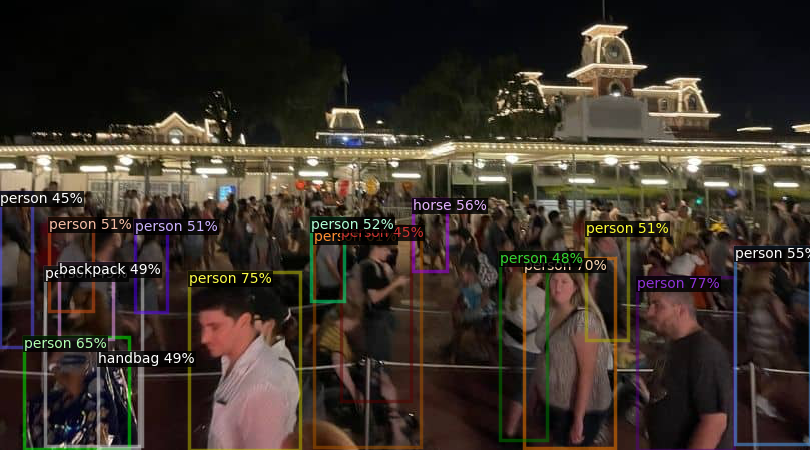 person 45%
person 51%
person 51%
person 52%
horse 56%
person 51%
person 45%
person 55%
person 48%
person 70%
backpack 49%
person 75%
person 77%
person 65%
handbag 49%